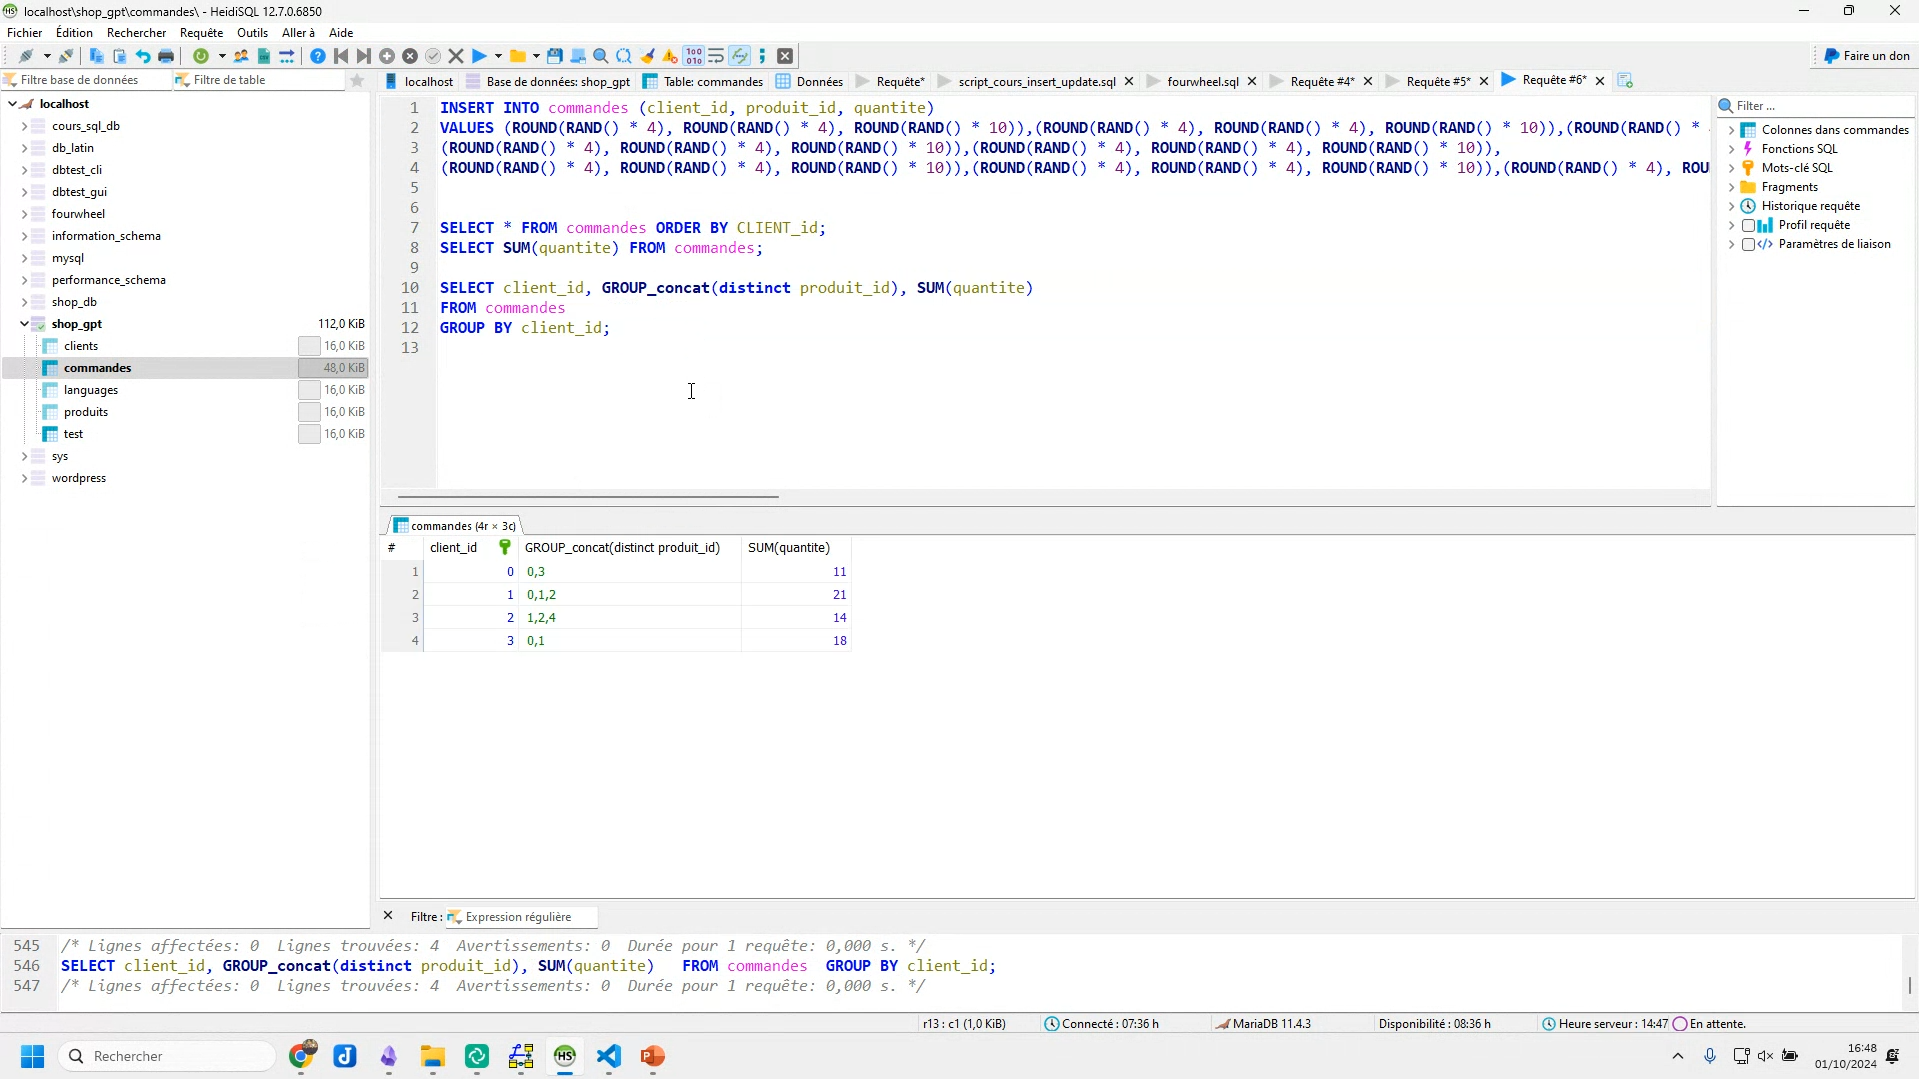 localhost\shop_gpt\commandes\ - HeidiSQL 12.7.0.6850
Fichier Édition Rechercher Requête Outils Aller à Aide
Faire un don
Filtre base de données Filtre de table
localhost Base de données: shop_gpt Table: commandes Données Requête* script_cours_insert_update.sql fourwheel.sql Requête #4* Requête #5* Requête #6*
localhost
cours_sql_db
db_latin
dbtest_cli
dbtest_gui
fourwheel
information_schema
mysql
performance_schema
shop_db
shop_gpt 112,0 KiB
clients 16,0 KiB
commandes 48,0 KiB
languages 16,0 KiB
produits 16,0 KiB
test 16,0 KiB
sys
wordpress
1 INSERT INTO commandes (client_id, produit_id, quantite)
2 VALUES (ROUND(RAND() * 4), ROUND(RAND() * 4), ROUND(RAND() * 10)),(ROUND(RAND() * 4), ROUND(RAND() * 4), ROUND(RAND() * 10)),(ROUND(RAND() *
3 (ROUND(RAND() * 4), ROUND(RAND() * 4), ROUND(RAND() * 10)),(ROUND(RAND() * 4), ROUND(RAND() * 4), ROUND(RAND() * 10)),
4 (ROUND(RAND() * 4), ROUND(RAND() * 4), ROUND(RAND() * 10)),(ROUND(RAND() * 4), ROUND(RAND() * 4), ROUND(RAND() * 10)),(ROUND(RAND() * 4), ROU
5
6
7 SELECT * FROM commandes ORDER BY CLIENT_id;
8 SELECT SUM(quantite) FROM commandes;
9
10 SELECT client_id, GROUP_concat(distinct produit_id), SUM(quantite)
11 FROM commandes
12 GROUP BY client_id;
13
Filter ...
Colonnes dans commandes
Fonctions SQL
Mots-clé SQL
Fragments
Historique requête
Profil requête
Paramètres de liaison
commandes (4r × 3c)
# client_id GROUP_concat(distinct produit_id) SUM(quantite)
1 0 0,3 11
2 1 0,1,2 21
3 2 1,2,4 14
4 3 0,1 18
Filtre : Expression régulière
545 /* Lignes affectées: 0 Lignes trouvées: 4 Avertissements: 0 Durée pour 1 requête: 0,000 s. */
546 SELECT client_id, GROUP_concat(distinct produit_id), SUM(quantite) FROM commandes GROUP BY client_id;
547 /* Lignes affectées: 0 Lignes trouvées: 4 Avertissements: 0 Durée pour 1 requête: 0,000 s. */
r13 : c1 (1,0 KiB) Connecté : 07:36 h MariaDB 11.4.3 Disponibilité : 08:36 h Heure serveur : 14:47 En attente.
Rechercher
16:48
01/10/2024